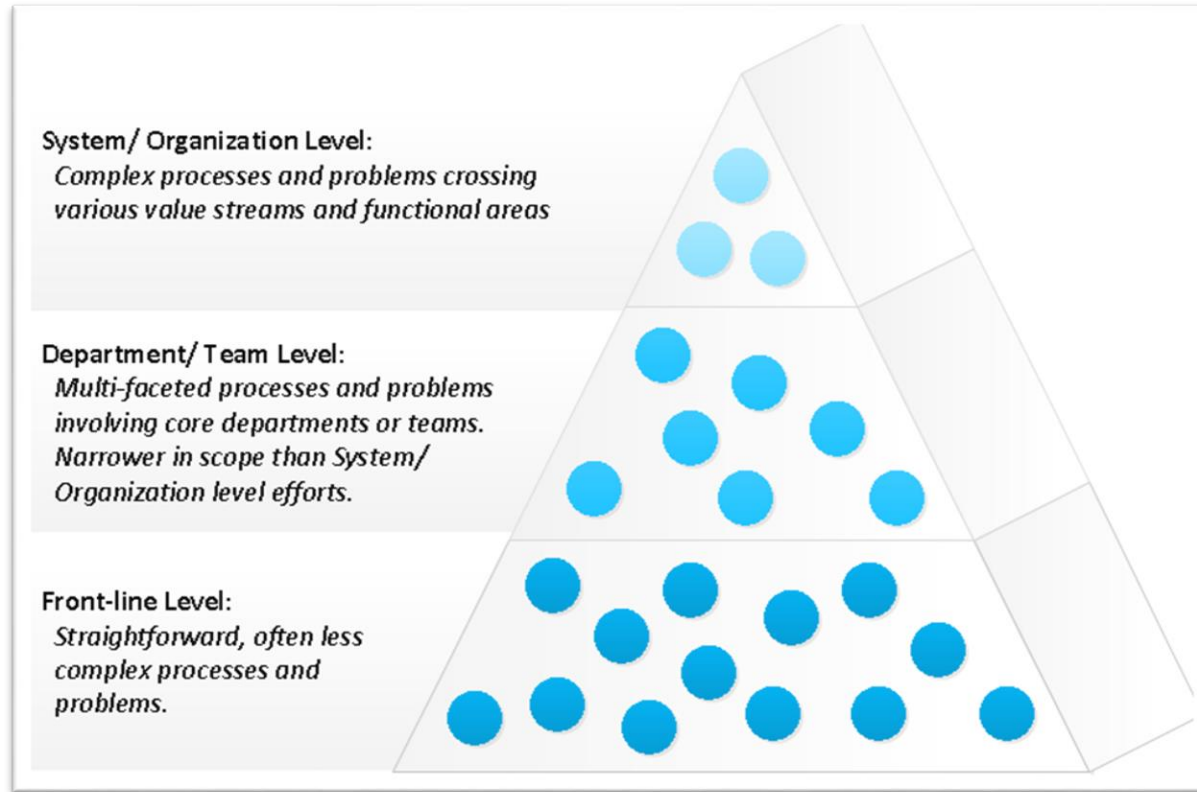 System/ Organization Level:
Complex processes and problems crossing
various value streams and functional areas
Department/ Team Level:
Multi-faceted processes and problems
involving core departments or teams.
Narrower in scope than System/
Organization level efforts.
Front-line Level:
Straightforward, often less
complex processes and
problems.